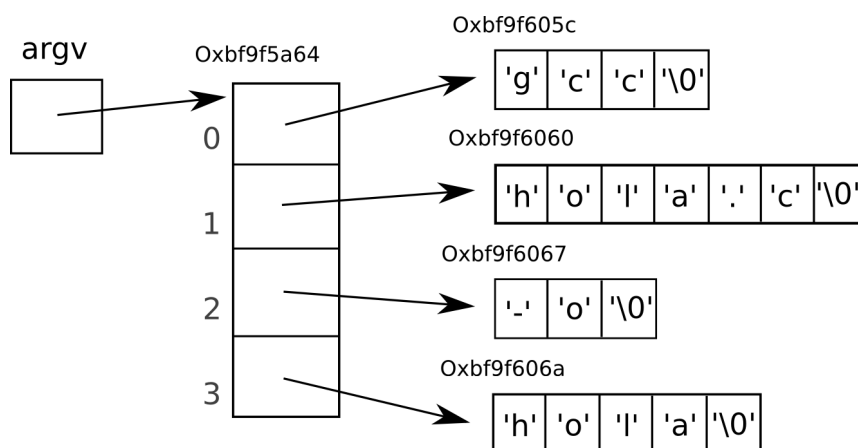 argv
Oxbf9f5a64
0
1
2
3
Oxbf9f605c
'g' 'c' 'c' '\0'
Oxbf9f6060
'h' 'o' 'l' 'a' '.' 'c' '\0'
Oxbf9f6067
'-' 'o' '\0'
Oxbf9f606a
'h' 'o' 'l' 'a' '\0'